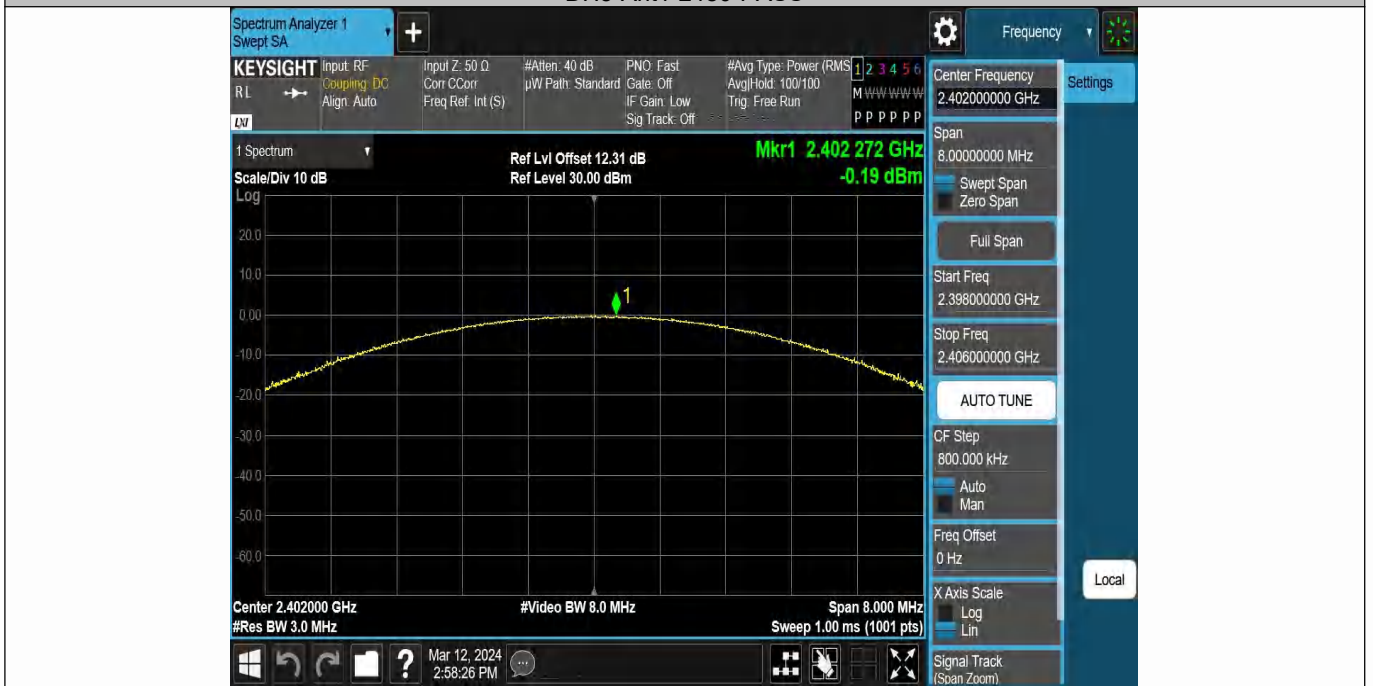 Spectrum Analyzer 1
Swept SA
+
Frequency
KEYSIGHT
RL
LXI
Input: RF
Coupling: DC
Align: Auto
Input Z: 50 Ω
Corr CCorr
Freq Ref: Int (S)
#Atten: 40 dB
µW Path: Standard
PNO: Fast
Gate: Off
IF Gain: Low
Sig Track: Off
#Avg Type: Power (RMS
Avg|Hold: 100/100
Trig: Free Run
1 2 3 4 5 6
M W W W W W
P P P P P P
Center Frequency
2.402000000 GHz
Settings
Span
8.00000000 MHz
Swept Span
Zero Span
Full Span
Start Freq
2.398000000 GHz
Stop Freq
2.406000000 GHz
AUTO TUNE
CF Step
800.000 kHz
Auto
Man
Freq Offset
0 Hz
X Axis Scale
Log
Lin
Signal Track
(Span Zoom)
Local
1 Spectrum
Scale/Div 10 dB
Log
Ref Lvl Offset 12.31 dB
Ref Level 30.00 dBm
Mkr1 2.402 272 GHz
-0.19 dBm
20.0
10.0
0.00
-10.0
-20.0
-30.0
-40.0
-50.0
-60.0
1
Center 2.402000 GHz
#Video BW 8.0 MHz
Span 8.000 MHz
#Res BW 3.0 MHz
Sweep 1.00 ms (1001 pts)
?
Mar 12, 2024
2:58:26 PM